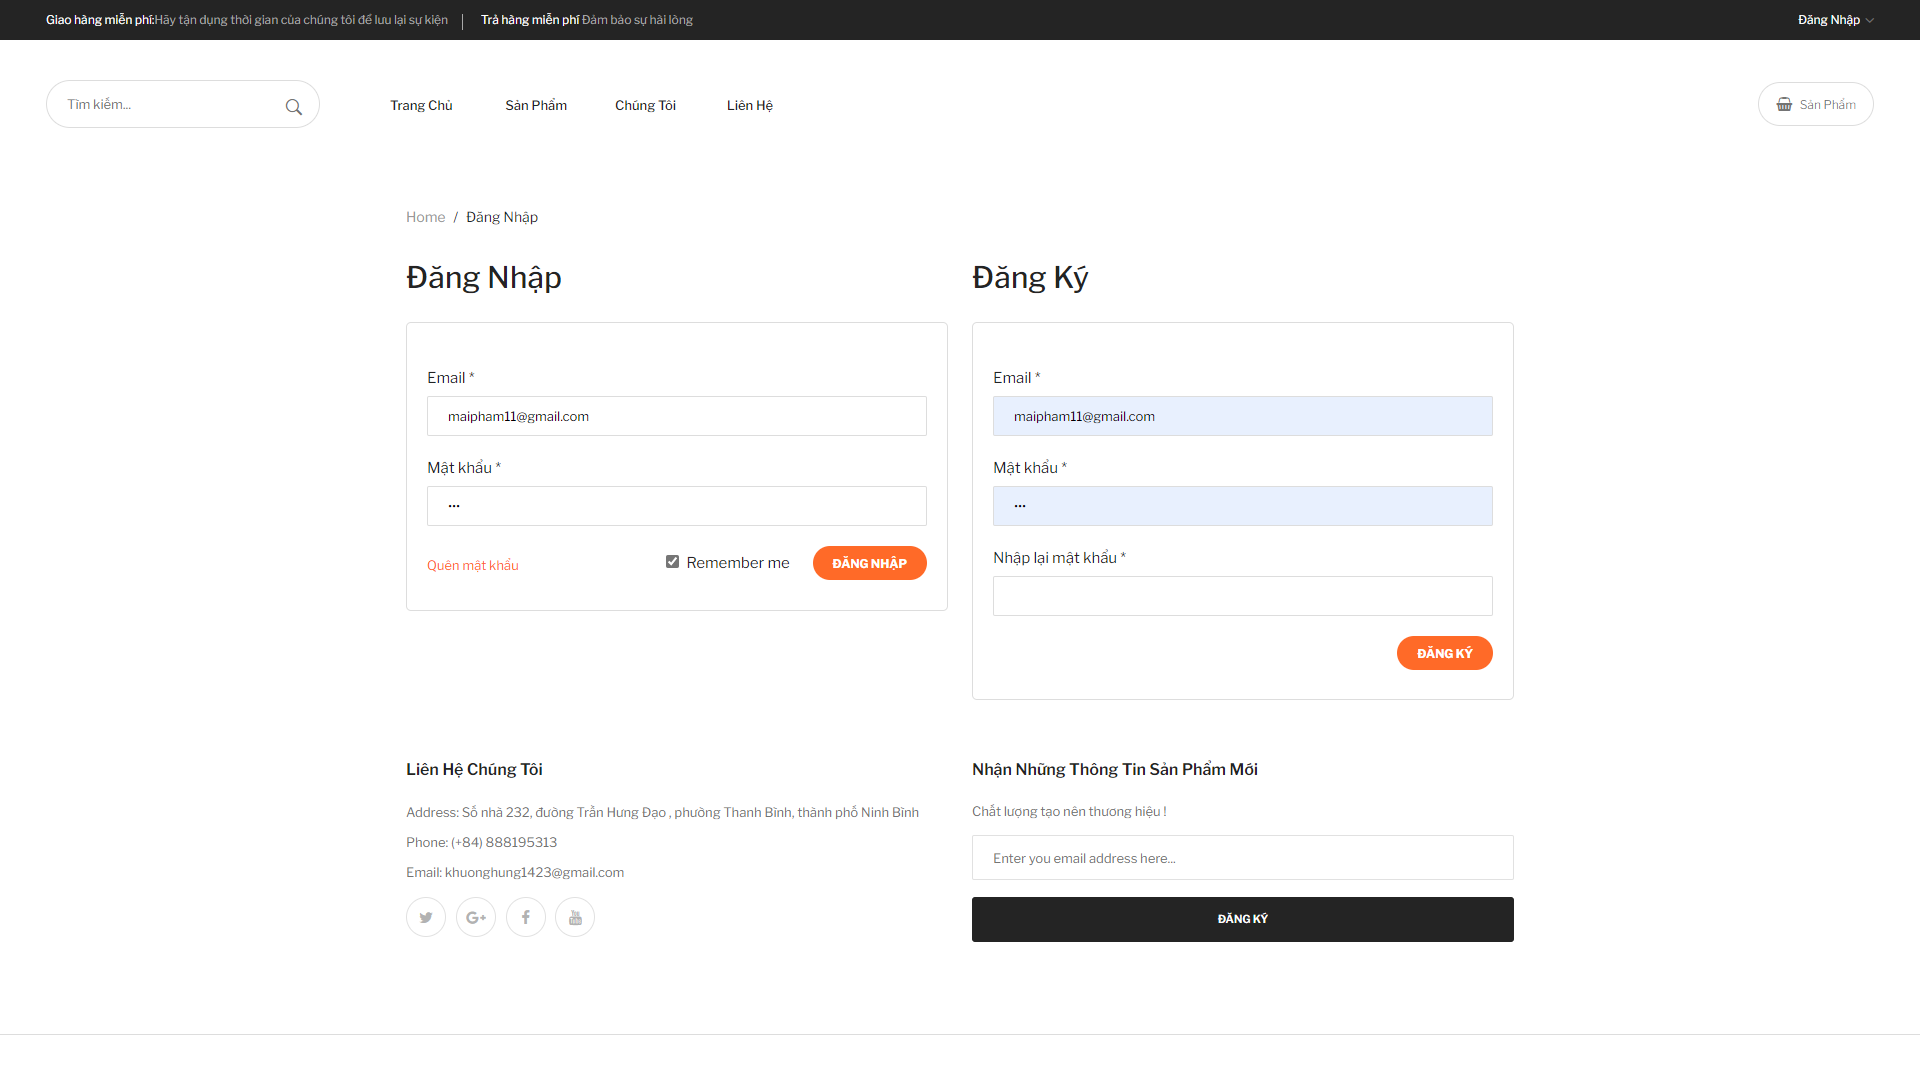 Giao hàng miễn phí:Hãy tận dụng thời gian của chúng tôi để lưu lại sự kiện
Trả hàng miễn phí Đảm bảo sự hài lòng
Đăng Nhập
Tìm kiếm...
Trang Chủ
Sản Phẩm
Chúng Tôi
Liên Hệ
Sản Phẩm
Home / Đăng Nhập
Đăng Nhập
Email *
maipham11@gmail.com
Mật khẩu *
•••
Quên mật khẩu
Remember me
ĐĂNG NHẬP
Đăng Ký
Email *
maipham11@gmail.com
Mật khẩu *
•••
Nhập lại mật khẩu *
ĐĂNG KÝ
Liên Hệ Chúng Tôi
Address: Số nhà 232, đường Trần Hưng Đạo , phường Thanh Bình, thành phố Ninh Bình
Phone: (+84) 888195313
Email: khuonghung1423@gmail.com
Nhận Những Thông Tin Sản Phẩm Mới
Chất lượng tạo nên thương hiệu !
Enter you email address here...
ĐĂNG KÝ